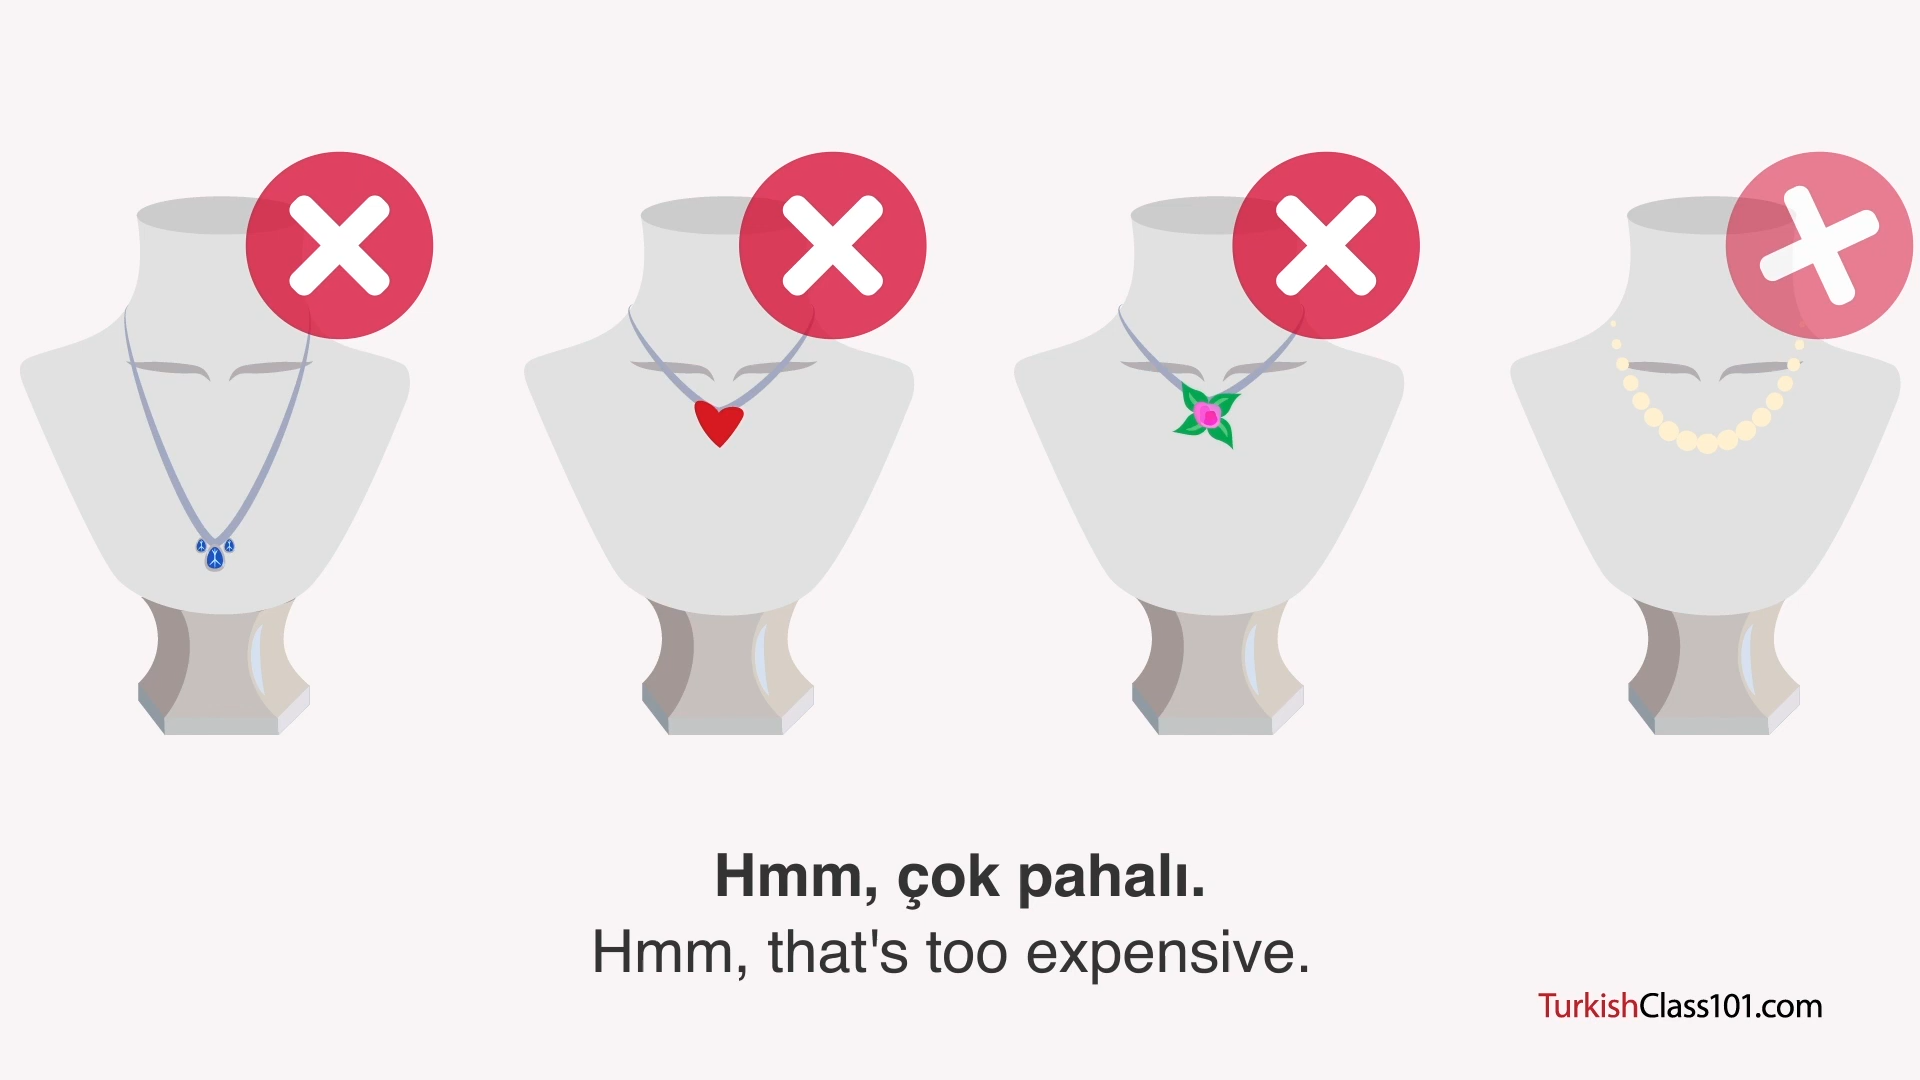 Hmm, çok pahalı.
Hmm, that's too expensive.
TurkishClass101.com